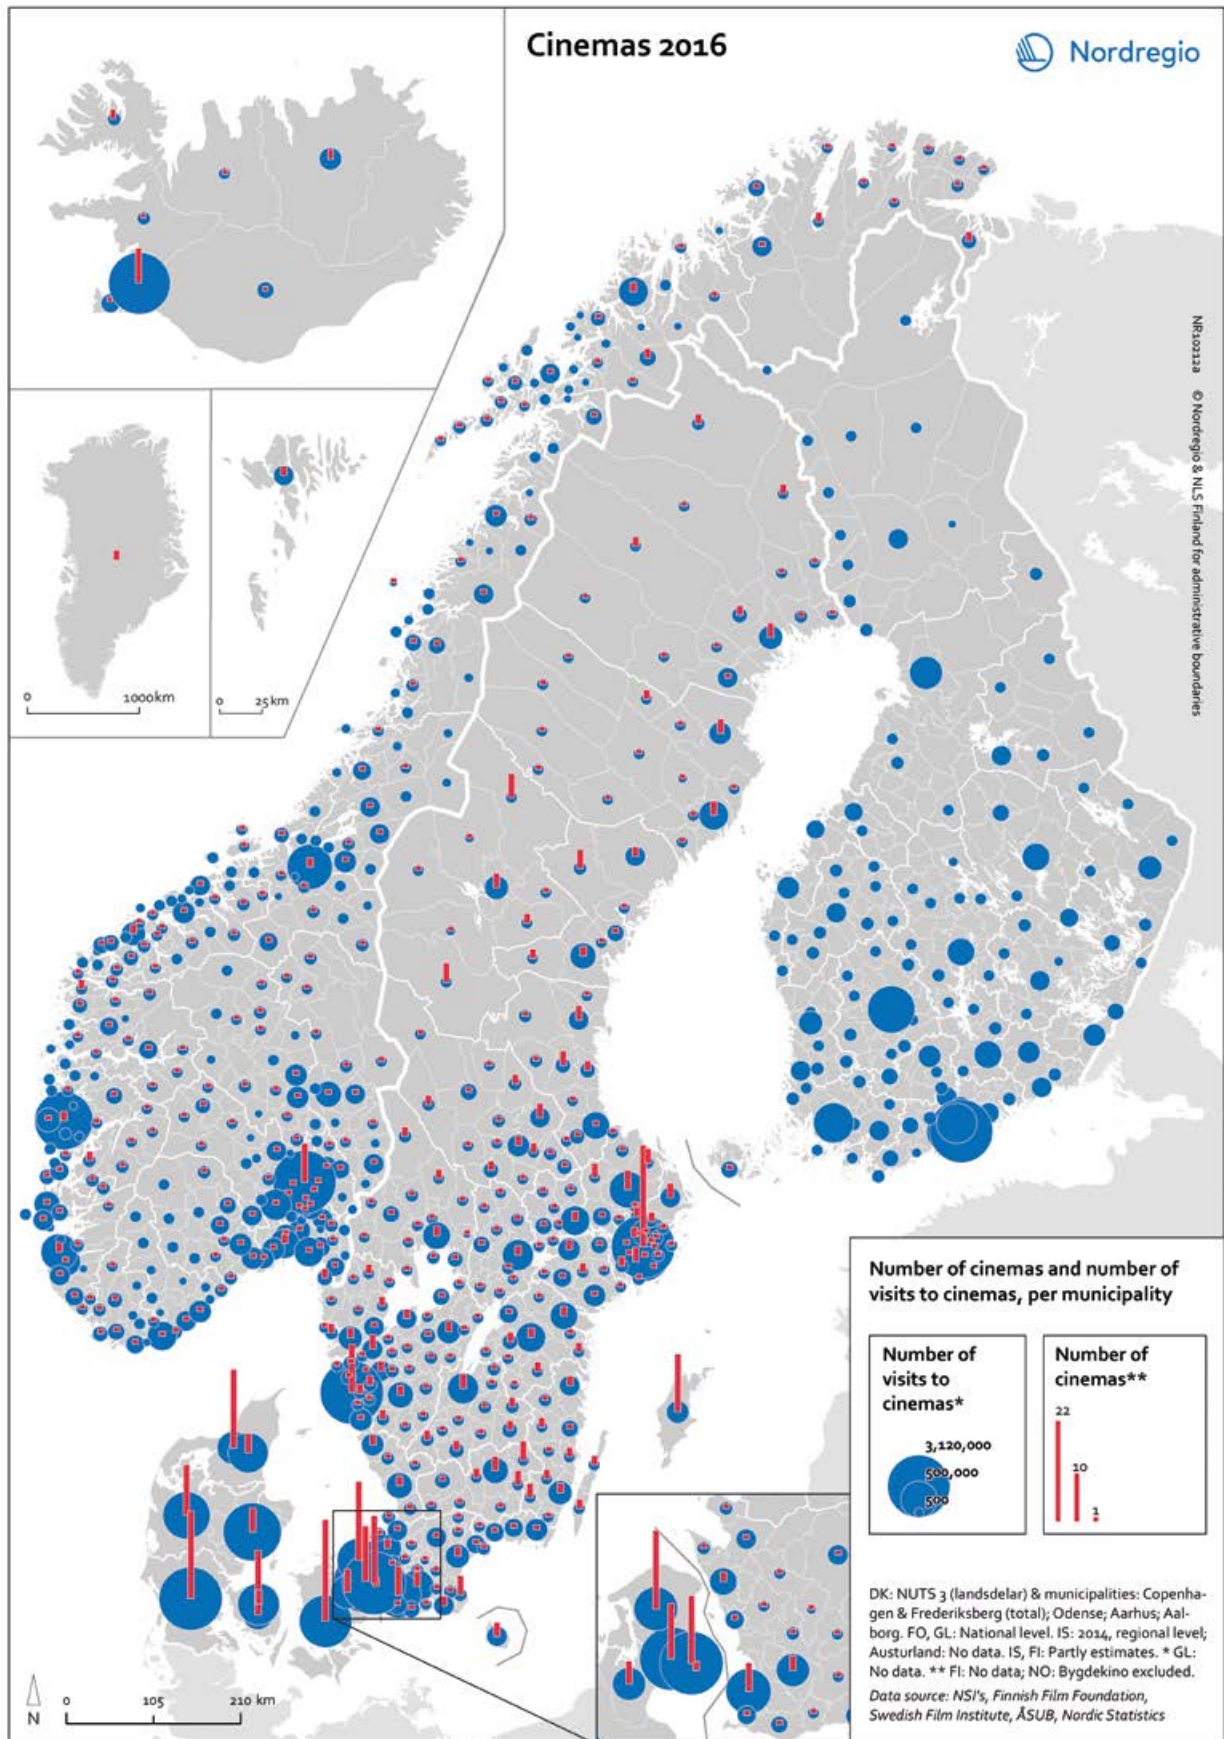 Cinemas 2016
Nordregio
NR10212a © Nordregio & NLS Finland for administrative boundaries
0 1000km
0 25km
Number of cinemas and number of
visits to cinemas, per municipality
Number of
visits to
cinemas*
3,120,000
500,000
500
Number of
cinemas**
22
10
1
DK: NUTS 3 (landsdelar) & municipalities: Copenha-
gen & Frederiksberg (total); Odense; Aarhus; Aal-
borg. FO, GL: National level. IS: 2014, regional level;
Austurland: No data. IS, FI: Partly estimates. * GL:
No data. ** FI: No data; NO: Bygdekino excluded.
Data source: NSI's, Finnish Film Foundation,
Swedish Film Institute, ÅSUB, Nordic Statistics
N
0 105 210 km